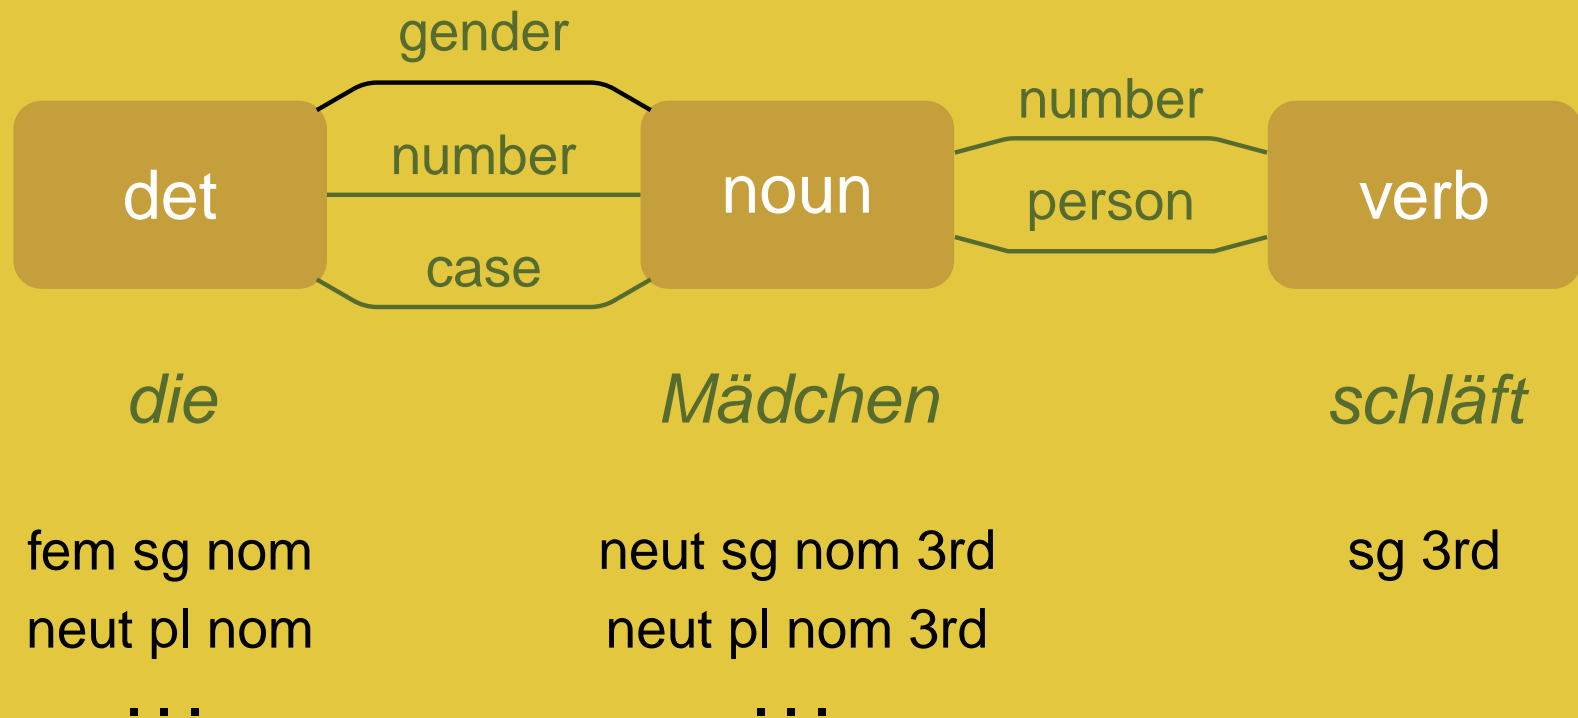 gender
number
number
det
noun
verb
person
case
die Mädchen schläft
fem sg nom neut sg nom 3rd sg 3rd
neut pl nom neut pl nom 3rd
... ...